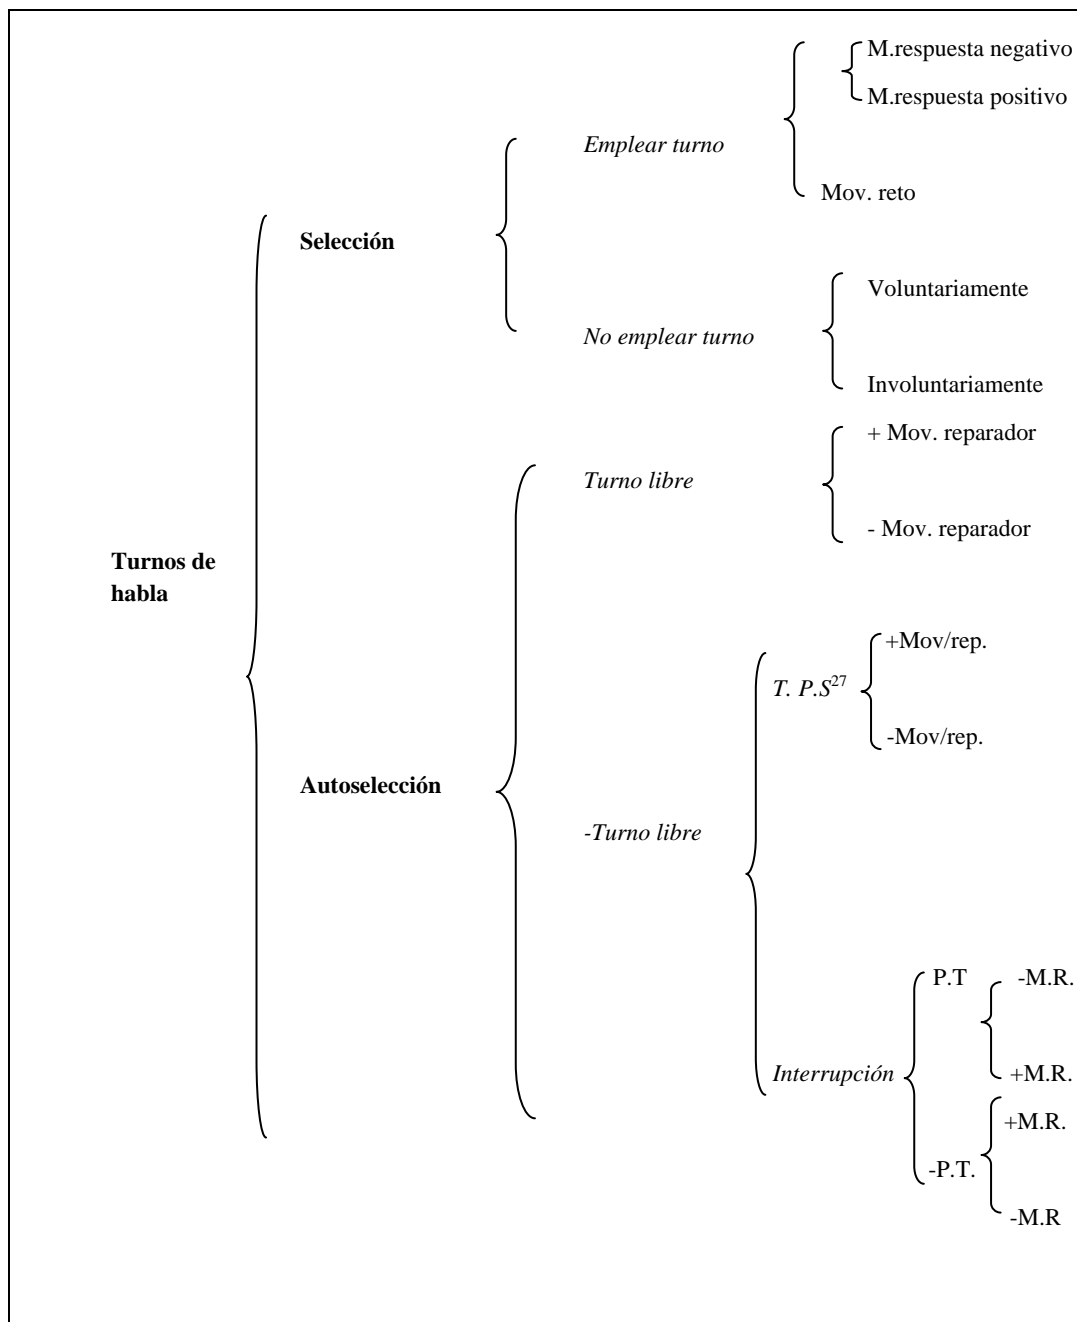 M.respuesta negativo
M.respuesta positivo
Emplear turno
Mov. reto
Selección
Voluntariamente
No emplear turno
Involuntariamente
+ Mov. reparador
Turno libre
- Mov. reparador
Turnos de
habla
+Mov/rep.
T. P.S27
-Mov/rep.
Autoselección
-Turno libre
P.T
-M.R.
Interrupción
+M.R.
+M.R.
-P.T.
-M.R